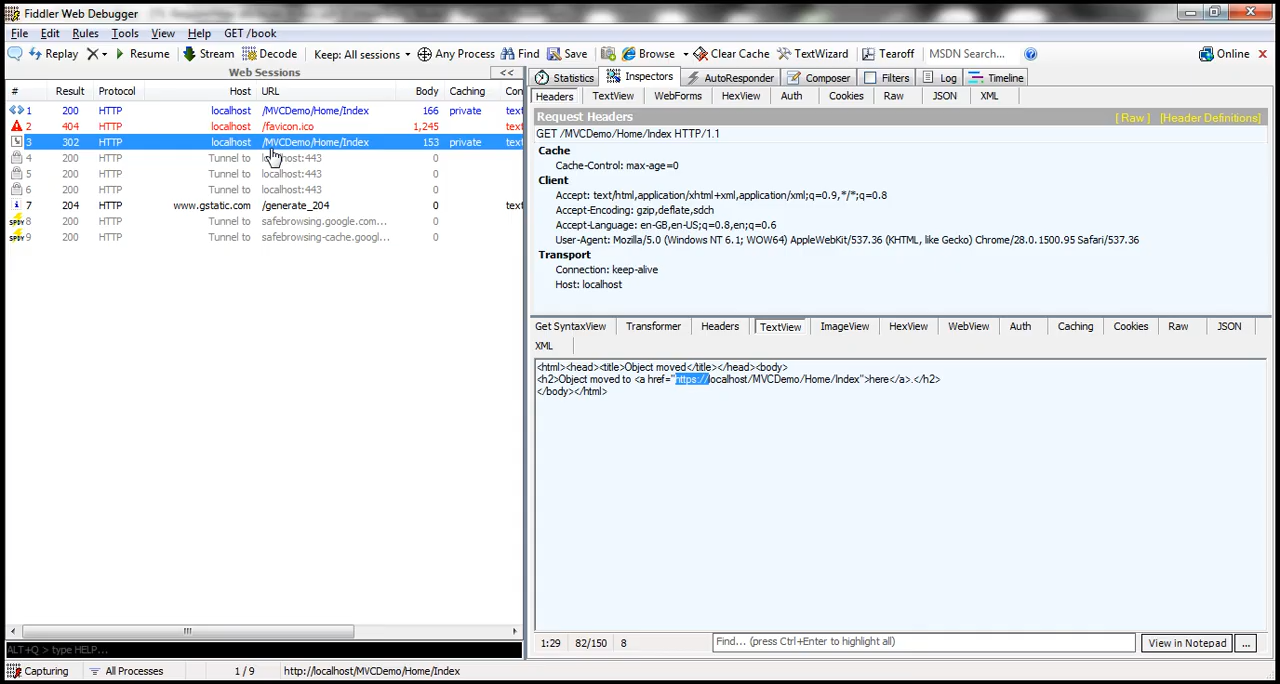 Fiddler Web Debugger
File Edit Rules Tools View Help GET /book
Replay Resume Stream Decode Keep: All sessions Any Process Find Save Browse Clear Cache TextWizard Tearoff MSDN Search... Online
Web Sessions <<
# Result Protocol Host URL Body Caching Con
1 200 HTTP localhost /MVCDemo/Home/Index 166 private text
2 404 HTTP localhost /favicon.ico 1,245 text
3 302 HTTP localhost /MVCDemo/Home/Index 153 private text
4 200 HTTP Tunnel to localhost:443 0
5 200 HTTP Tunnel to localhost:443 0
6 200 HTTP Tunnel to localhost:443 0
7 204 HTTP www.gstatic.com /generate_204 0 text
8 200 HTTP Tunnel to safebrowsing.google.com... 0
9 200 HTTP Tunnel to safebrowsing-cache.googl... 0
ALT+Q > type HELP...
Statistics Inspectors AutoResponder Composer Filters Log Timeline
Headers TextView WebForms HexView Auth Cookies Raw JSON XML
Request Headers [ Raw ] [Header Definitions]
GET /MVCDemo/Home/Index HTTP/1.1
Cache
Cache-Control: max-age=0
Client
Accept: text/html,application/xhtml+xml,application/xml;q=0.9,*/*;q=0.8
Accept-Encoding: gzip,deflate,sdch
Accept-Language: en-GB,en-US;q=0.8,en;q=0.6
User-Agent: Mozilla/5.0 (Windows NT 6.1; WOW64) AppleWebKit/537.36 (KHTML, like Gecko) Chrome/28.0.1500.95 Safari/537.36
Transport
Connection: keep-alive
Host: localhost
Get SyntaxView Transformer Headers TextView ImageView HexView WebView Auth Caching Cookies Raw JSON
XML
<html><head><title>Object moved</title></head><body>
<h2>Object moved to <a href="https://localhost/MVCDemo/Home/Index">here</a>.</h2>
</body></html>
1:29 82/150 8 Find... (press Ctrl+Enter to highlight all) View in Notepad ...
Capturing All Processes 1 / 9 http://localhost/MVCDemo/Home/Index